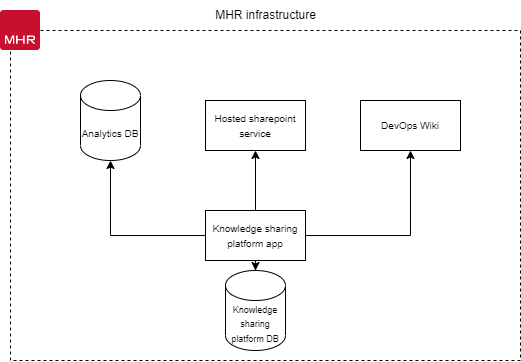 MHR infrastructure
MHR
Analytics DB
Hosted sharepoint
service
DevOps Wiki
Knowledge sharing
platform app
Knowledge
sharing
platform DB